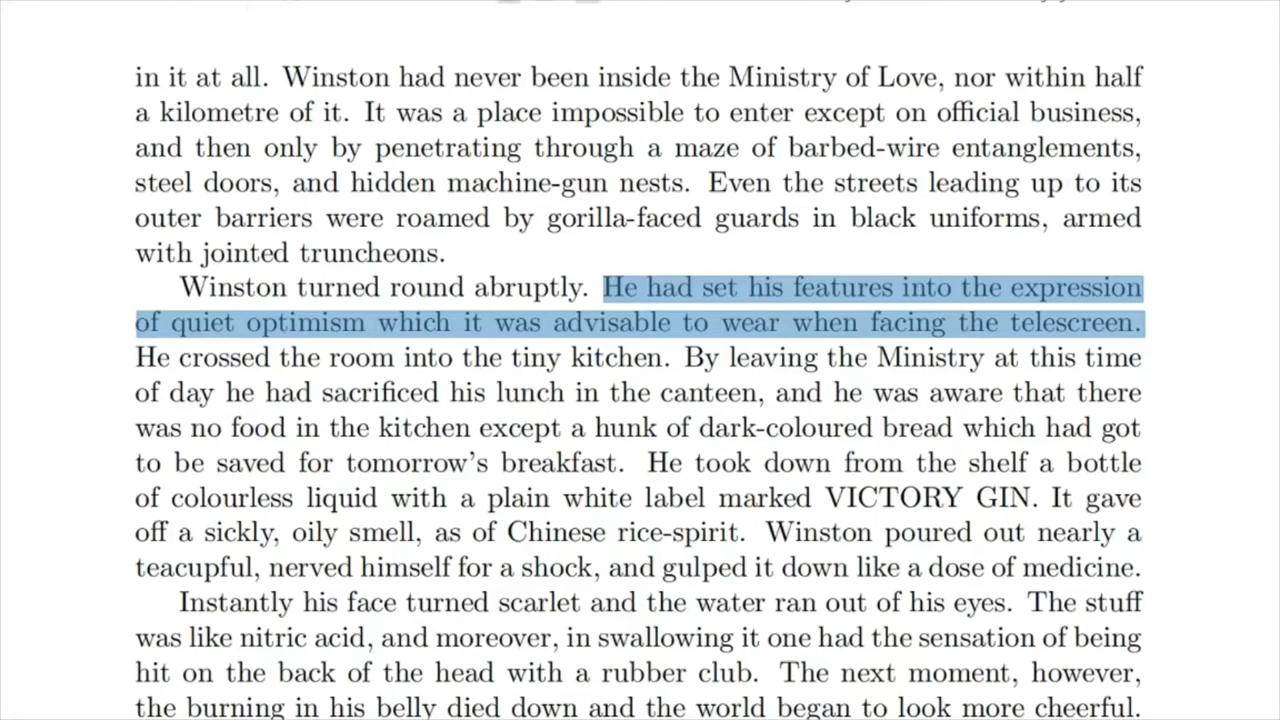 in it at all. Winston had never been inside the Ministry of Love, nor within half
a kilometre of it. It was a place impossible to enter except on official business,
and then only by penetrating through a maze of barbed-wire entanglements,
steel doors, and hidden machine-gun nests. Even the streets leading up to its
outer barriers were roamed by gorilla-faced guards in black uniforms, armed
with jointed truncheons.
Winston turned round abruptly. He had set his features into the expression
of quiet optimism which it was advisable to wear when facing the telescreen.
He crossed the room into the tiny kitchen. By leaving the Ministry at this time
of day he had sacrificed his lunch in the canteen, and he was aware that there
was no food in the kitchen except a hunk of dark-coloured bread which had got
to be saved for tomorrow's breakfast. He took down from the shelf a bottle
of colourless liquid with a plain white label marked VICTORY GIN. It gave
off a sickly, oily smell, as of Chinese rice-spirit. Winston poured out nearly a
teacupful, nerved himself for a shock, and gulped it down like a dose of medicine.
Instantly his face turned scarlet and the water ran out of his eyes. The stuff
was like nitric acid, and moreover, in swallowing it one had the sensation of being
hit on the back of the head with a rubber club. The next moment, however,
the burning in his belly died down and the world began to look more cheerful.